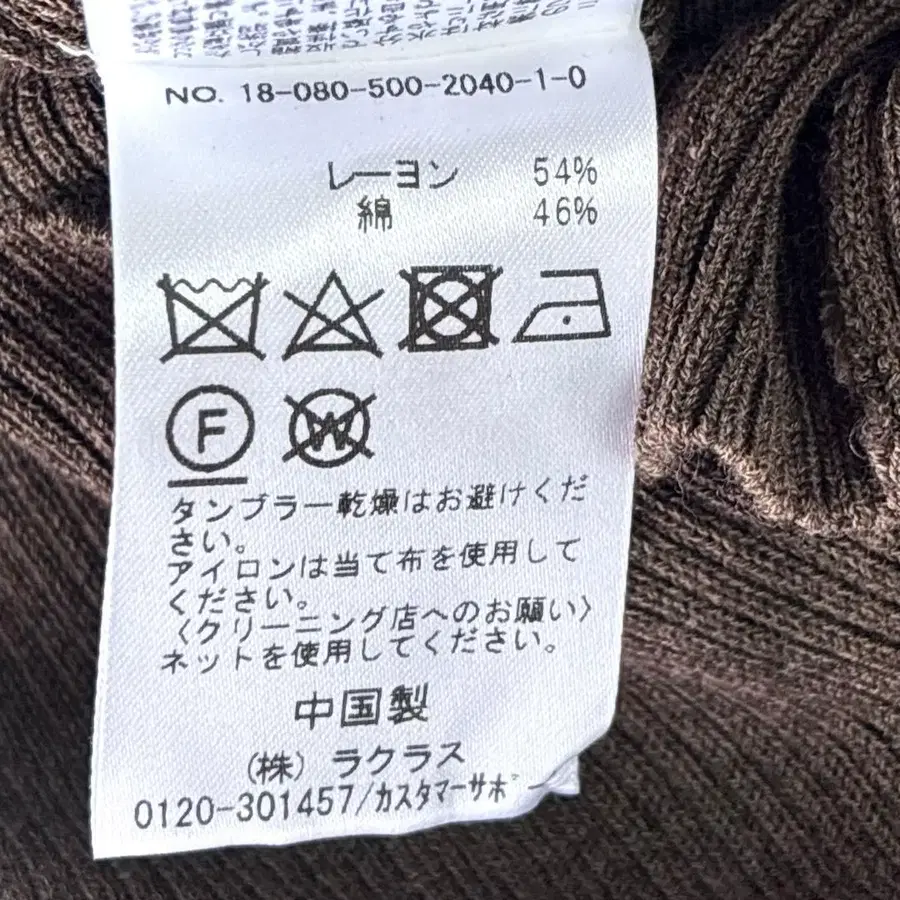 NO. 18-080-500-2040-1-0
レーヨン 54%
綿 46%
F
W
タンブラー乾燥はお避けくだ
さい。
アイロンは当て布を使用して
ください。
〈クリーニング店へのお願い〉
ネットを使用してください。
中国製
(株) ラクラス
0120-301457/カスタマーサポ